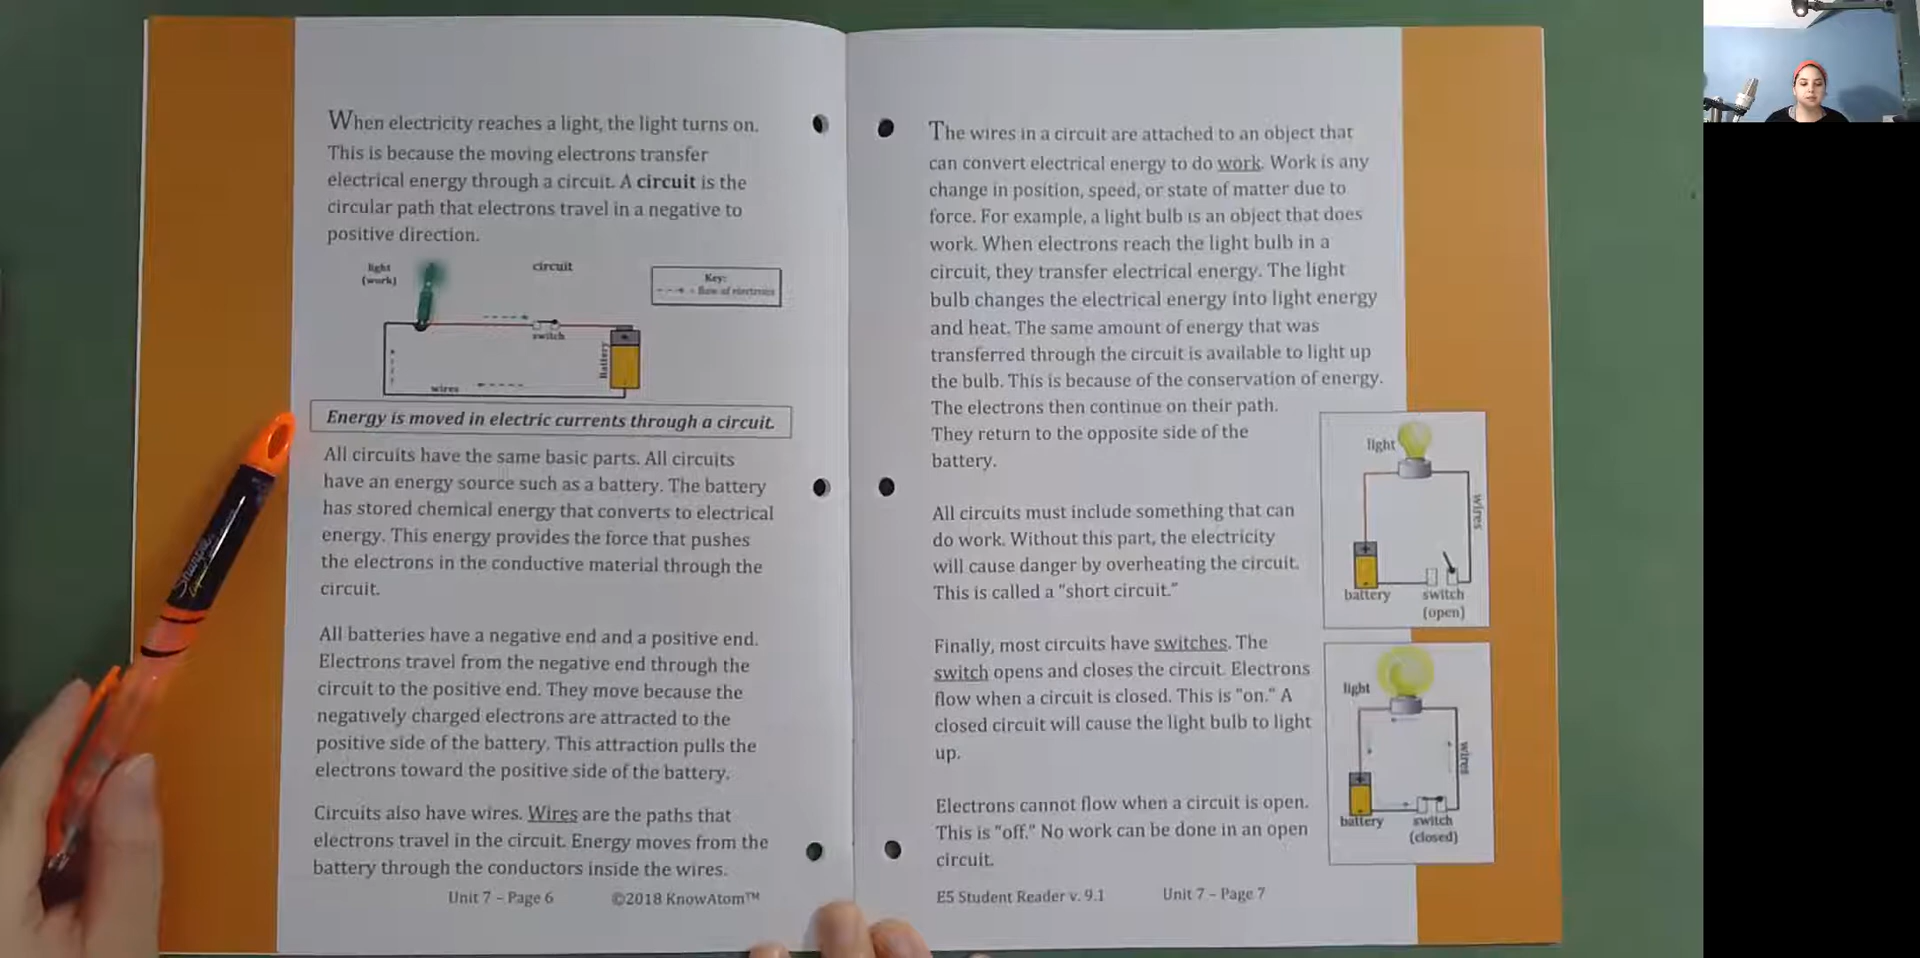 When electricity reaches a light, the light turns on.
This is because the moving electrons transfer
electrical energy through a circuit. A circuit is the
circular path that electrons travel in a negative to
positive direction.
light
(work)
circuit
Key:
= flow of electrons
switch
Battery
wires
Energy is moved in electric currents through a circuit.
All circuits have the same basic parts. All circuits
have an energy source such as a battery. The battery
has stored chemical energy that converts to electrical
energy. This energy provides the force that pushes
the electrons in the conductive material through the
circuit.
All batteries have a negative end and a positive end.
Electrons travel from the negative end through the
circuit to the positive end. They move because the
negatively charged electrons are attracted to the
positive side of the battery. This attraction pulls the
electrons toward the positive side of the battery.
Circuits also have wires. Wires are the paths that
electrons travel in the circuit. Energy moves from the
battery through the conductors inside the wires.
Unit 7 – Page 6 ©2018 KnowAtom™
Sharpie
The wires in a circuit are attached to an object that
can convert electrical energy to do work. Work is any
change in position, speed, or state of matter due to
force. For example, a light bulb is an object that does
work. When electrons reach the light bulb in a
circuit, they transfer electrical energy. The light
bulb changes the electrical energy into light energy
and heat. The same amount of energy that was
transferred through the circuit is available to light up
the bulb. This is because of the conservation of energy.
The electrons then continue on their path.
They return to the opposite side of the
battery.
All circuits must include something that can
do work. Without this part, the electricity
will cause danger by overheating the circuit.
This is called a "short circuit."
Finally, most circuits have switches. The
switch opens and closes the circuit. Electrons
flow when a circuit is closed. This is "on." A
closed circuit will cause the light bulb to light
up.
Electrons cannot flow when a circuit is open.
This is "off." No work can be done in an open
circuit.
light
wires
battery
switch
(open)
light
wires
battery
switch
(closed)
E5 Student Reader v. 9.1 Unit 7 – Page 7